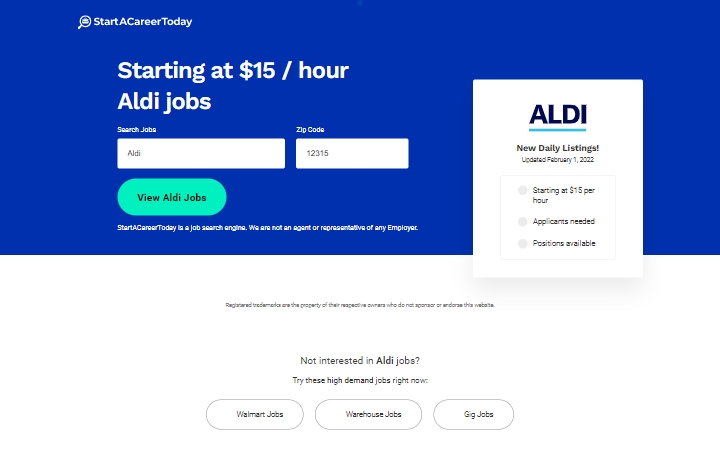 StartACareerToday
Starting at $15 / hour
Aldi jobs
Search Jobs
Zip Code
Aldi
12315
View Aldi Jobs
StartACareerToday is a job search engine. We are not an agent or representative of any Employer.
ALDI
New Daily Listings!
Updated February 1, 2022
Starting at $15 per
hour
Applicants needed
Positions available
Registered trademarks are the property of their respective owners who do not sponsor or endorse this website.
Not interested in Aldi jobs?
Try these high demand jobs right now:
Walmart Jobs
Warehouse Jobs
Gig Jobs